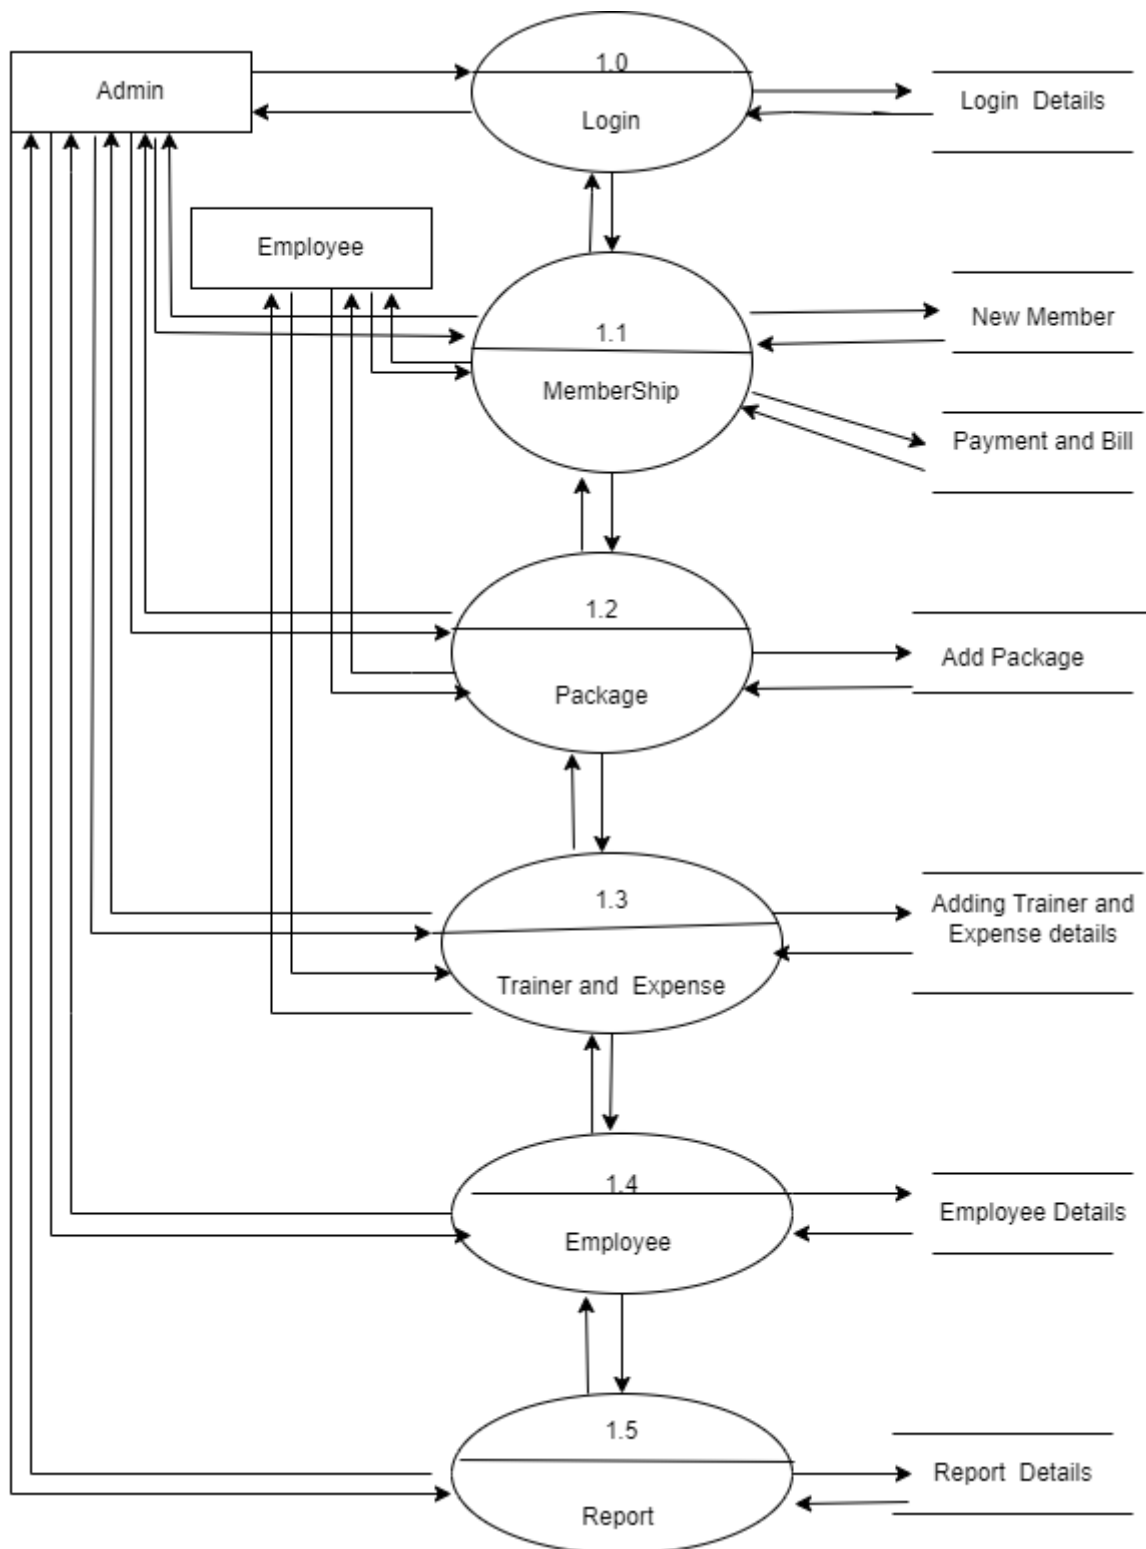 Admin
1.0
Login
Login Details
Employee
1.1
MemberShip
New Member
Payment and Bill
1.2
Package
Add Package
1.3
Trainer and Expense
Adding Trainer and
Expense details
1.4
Employee
Employee Details
1.5
Report
Report Details